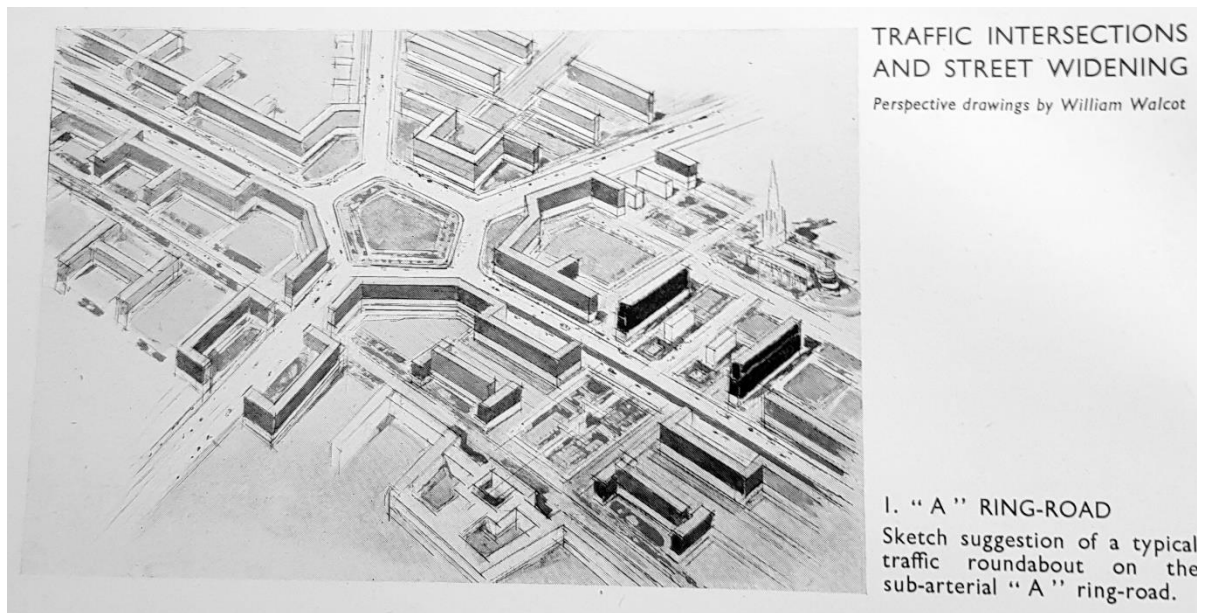 TRAFFIC INTERSECTIONS
AND STREET WIDENING
Perspective drawings by William Walcot
1. “ A ” RING-ROAD
Sketch suggestion of a typical
traffic roundabout on the
sub-arterial “ A ” ring-road.